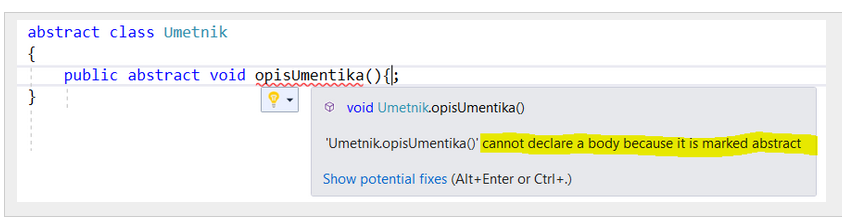 abstract class Umetnik
{
public abstract void opisUmentika(){;
}
void Umetnik.opisUmentika()
'Umetnik.opisUmentika()' cannot declare a body because it is marked abstract
Show potential fixes (Alt+Enter or Ctrl+.)